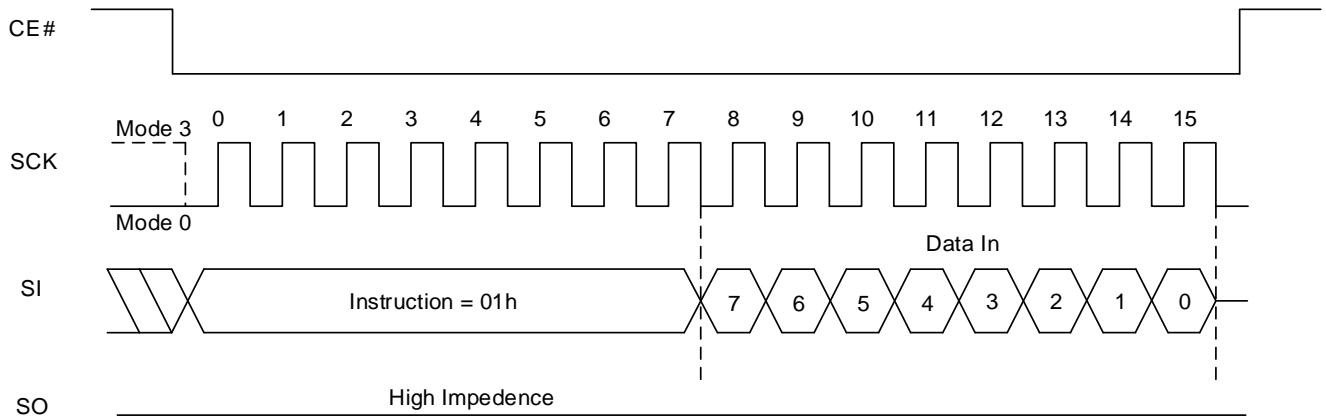 CE#
Mode 3 0 1 2 3 4 5 6 7 8 9 10 11 12 13 14 15
SCK
Mode 0
Data In
SI Instruction = 01h 7 6 5 4 3 2 1 0
High Impedence
SO